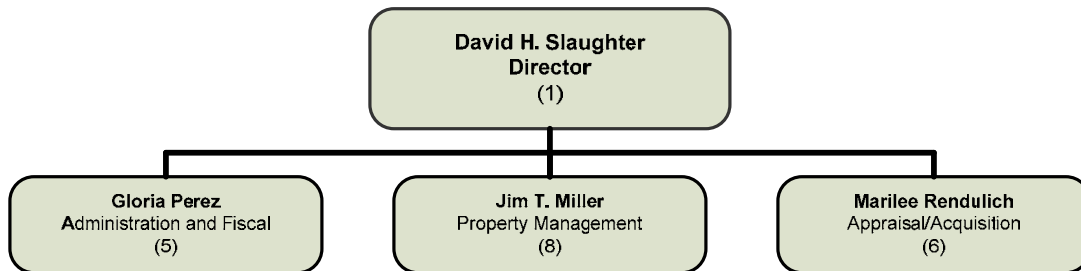 David H. Slaughter
Director
(1)
Gloria Perez
Administration and Fiscal
(5)
Jim T. Miller
Property Management
(8)
Marilee Rendulich
Appraisal/Acquisition
(6)